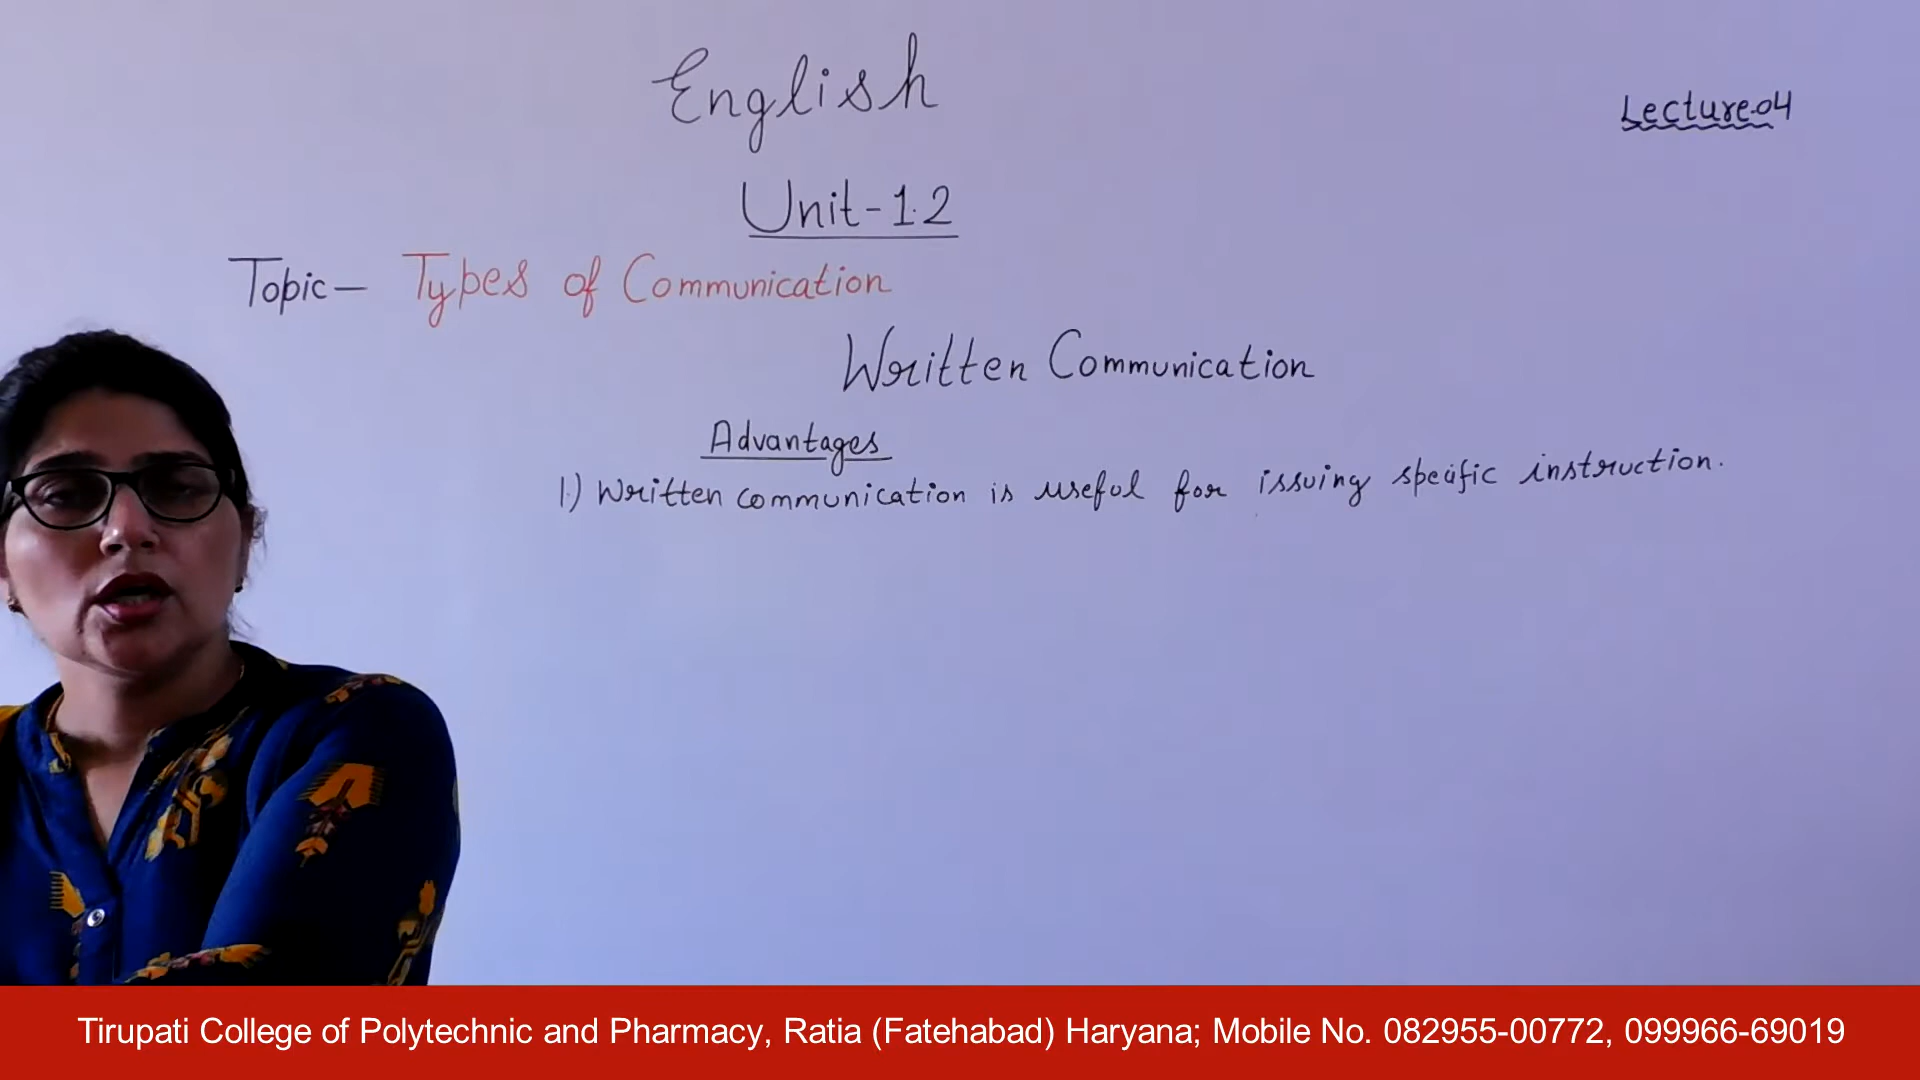 English
Lecture-04
Unit-1.2
Topic- Types of Communication
Written Communication
Advantages
1.) Written communication is useful for issuing specific instruction.
Tirupati College of Polytechnic and Pharmacy, Ratia (Fatehabad) Haryana; Mobile No. 082955-00772, 099966-69019